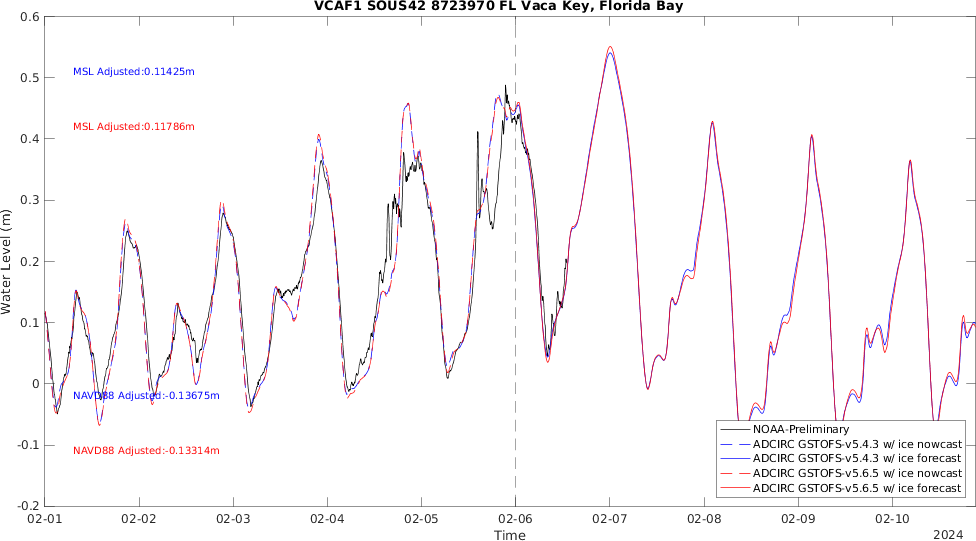 VCAF1 SOUS42 8723970 FL Vaca Key, Florida Bay
0.6
0.5
0.4
0.3
0.2
0.1
0
-0.1
-0.2
Water Level (m)
MSL Adjusted:0.11425m
MSL Adjusted:0.11786m
NAVD88 Adjusted:-0.13675m
NAVD88 Adjusted:-0.13314m
NOAA-Preliminary
ADCIRC GSTOFS-v5.4.3 w/ ice nowcast
ADCIRC GSTOFS-v5.4.3 w/ ice forecast
ADCIRC GSTOFS-v5.6.5 w/ ice nowcast
ADCIRC GSTOFS-v5.6.5 w/ ice forecast
02-01 02-02 02-03 02-04 02-05 02-06 02-07 02-08 02-09 02-10
Time
2024